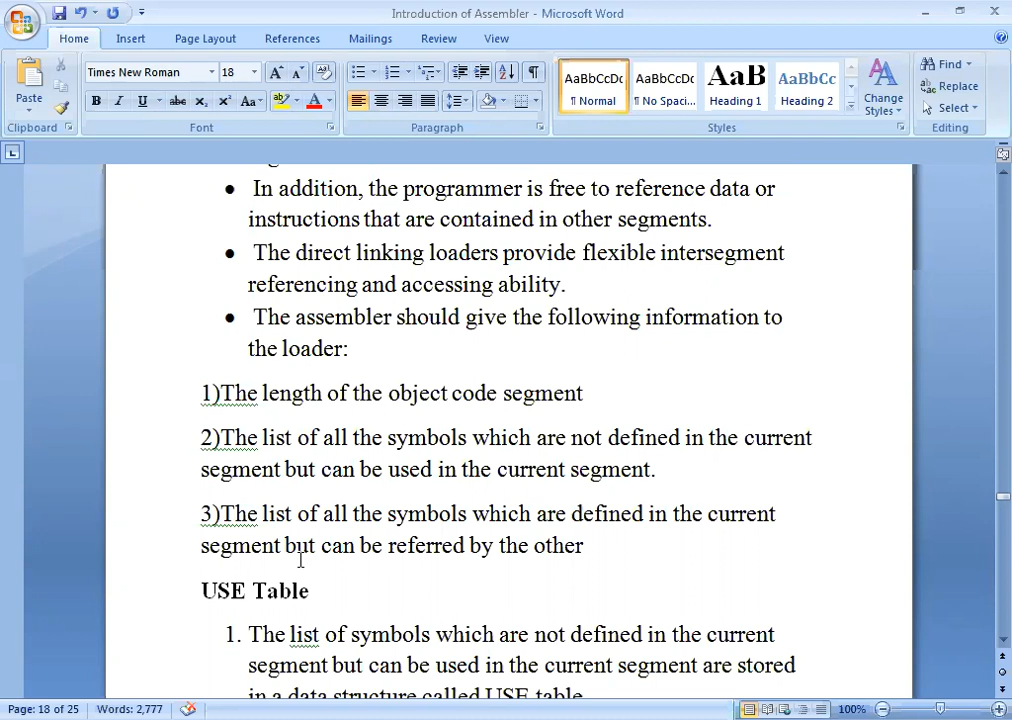 Introduction of Assembler - Microsoft Word
Home Insert Page Layout References Mailings Review View
Paste
Clipboard
Times New Roman 18
B I U abc X₂ X² Aa A
Font
Paragraph
AaBbCcDc AaBbCcDc AaB AaBbCc
¶ Normal ¶ No Spaci... Heading 1 Heading 2
Change
Styles
Styles
Find
Replace
Select
Editing
• In addition, the programmer is free to reference data or
instructions that are contained in other segments.
• The direct linking loaders provide flexible intersegment
referencing and accessing ability.
• The assembler should give the following information to
the loader:
1)The length of the object code segment
2)The list of all the symbols which are not defined in the current
segment but can be used in the current segment.
3)The list of all the symbols which are defined in the current
segment but can be referred by the other
USE Table
1. The list of symbols which are not defined in the current
segment but can be used in the current segment are stored
in a data structure called USE table
Page: 18 of 25 Words: 2,777 100%